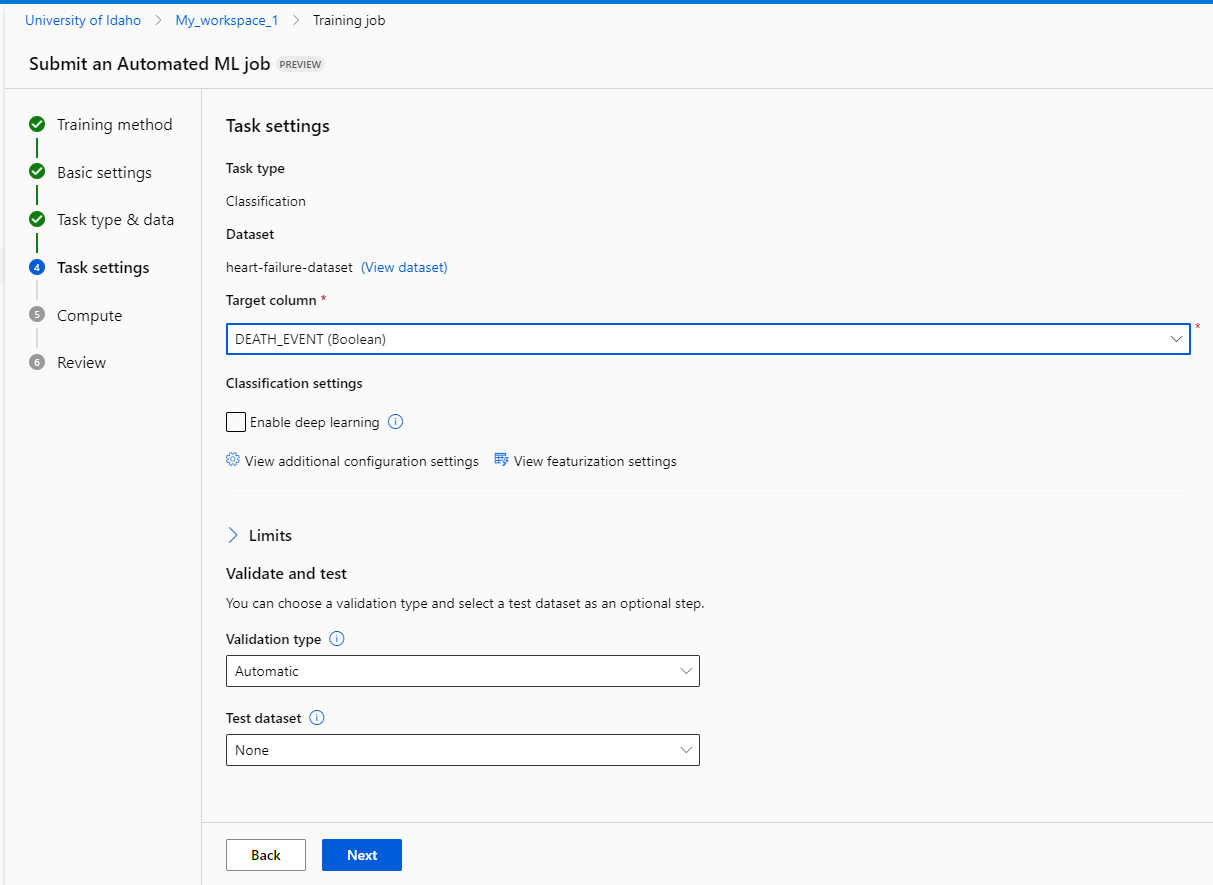 University of Idaho > My_workspace_1 > Training job
Submit an Automated ML job PREVIEW
Training method
Basic settings
Task type & data
4 Task settings
5 Compute
6 Review
Task settings
Task type
Classification
Dataset
heart-failure-dataset (View dataset)
Target column *
DEATH_EVENT (Boolean) *
Classification settings
Enable deep learning
View additional configuration settings View featurization settings
Limits
Validate and test
You can choose a validation type and select a test dataset as an optional step.
Validation type
Automatic
Test dataset
None
Back Next